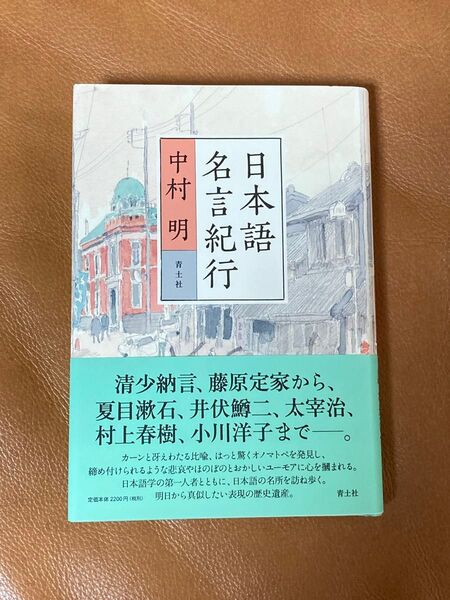 日本語
名言紀行
中村 明
青土社
清少納言、藤原定家から、
夏目漱石、井伏鱒二、太宰治、
村上春樹、小川洋子まで――。
カーンと冴えわたる比喩、はっと驚くオノマトペを発見し、
締め付けられるような悲哀やほのぼのとおかしいユーモアに心を摑まれる。
日本語学の第一人者とともに、日本語の名所を訪ね歩く。
明日から真似したい表現の歴史遺産。
定価本体2200円(税別)
青土社